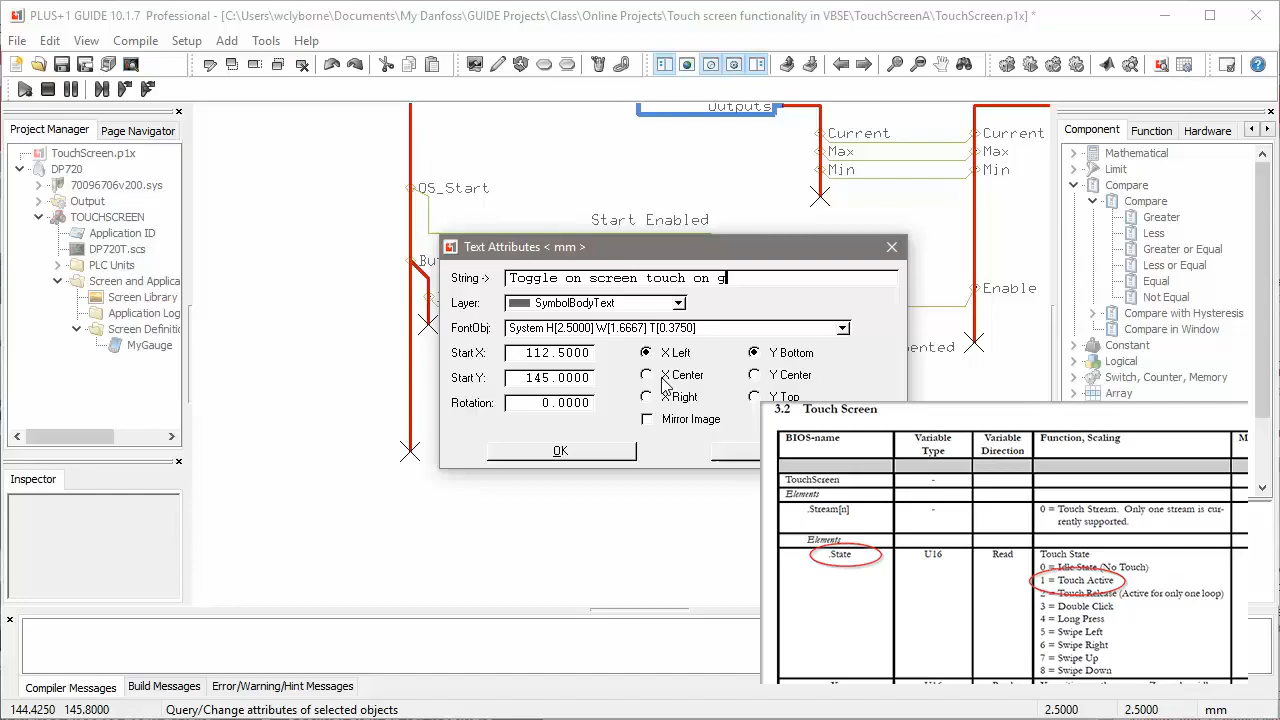 PLUS+1 GUIDE 10.1.7 Professional - [C:\Users\wclyborne\Documents\My Danfoss\GUIDE Projects\Class\Online Projects\Touch screen functionality in VBSE\TouchScreenA\TouchScreen.p1x] *
File Edit View Compile Setup Add Tools Help
Project Manager
Page Navigator
TouchScreen.p1x
DP720
70096706v200.sys
Output
TOUCHSCREEN
Application ID
DP720T.scs
PLC Units
Screen and Applica
Screen Library
Application Log
Screen Definiti
MyGauge
Inspector
Outputs
Current
Max
Min
Current
Max
Min
OS_Start
Start Enabled
Enable
Text Attributes < mm >
String -> Toggle on screen touch on g
Layer: SymbolBodyText
FontObj: System H[2.5000] W[1.6667] T[0.3750]
Start X: 112.5000 X Left Y Bottom
Start Y: 145.0000 X Center Y Center
Rotation: 0.0000 X Right Y Top
Mirror Image
OK
Component Function Hardware
Mathematical
Limit
Compare
Compare
Greater
Less
Greater or Equal
Less or Equal
Equal
Not Equal
Compare with Hysteresis
Compare in Window
Constant
Logical
Switch, Counter, Memory
Array
3.2 Touch Screen
BIOS-name Variable Type Variable Direction Function, Scaling M
TouchScreen -
Elements
.Stream[n] - 0 = Touch Stream. Only one stream is cur-
rently supported.
Elements
.State U16 Read Touch State
0 = Idle State (No Touch)
1 = Touch Active
2 = Touch Release (Active for only one loop)
3 = Double Click
4 = Long Press
5 = Swipe Left
6 = Swipe Right
7 = Swipe Up
8 = Swipe Down
Compiler Messages Build Messages Error/Warning/Hint Messages
144.4250 145.8000 Query/Change attributes of selected objects 2.5000 2.5000 mm